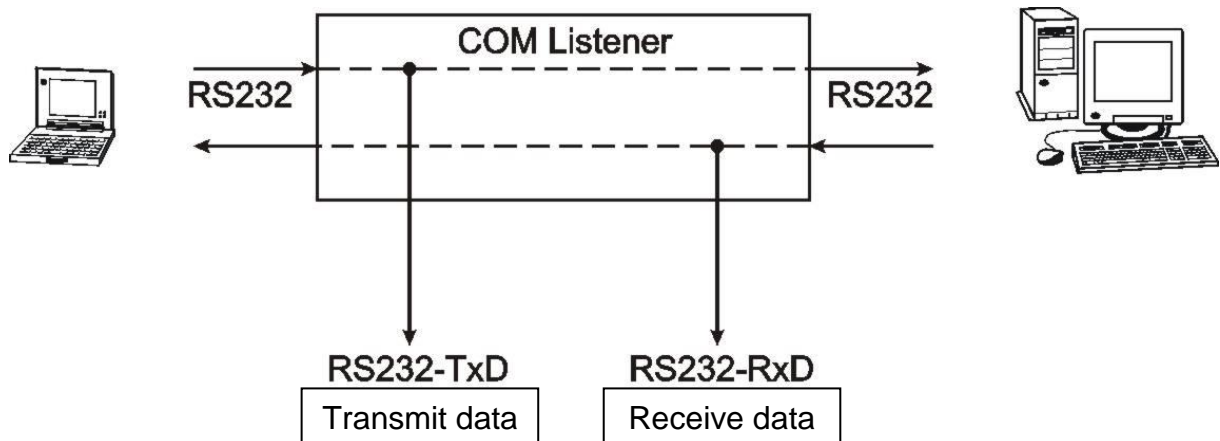 COM Listener
RS232
RS232
RS232-TxD
RS232-RxD
Transmit data
Receive data